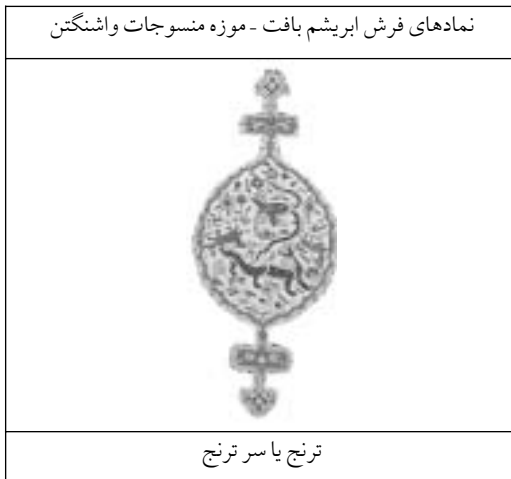 نمادهای فرش ابریشم بافت - موزه منسوجات واشنگتن
ترنج یا سر ترنج